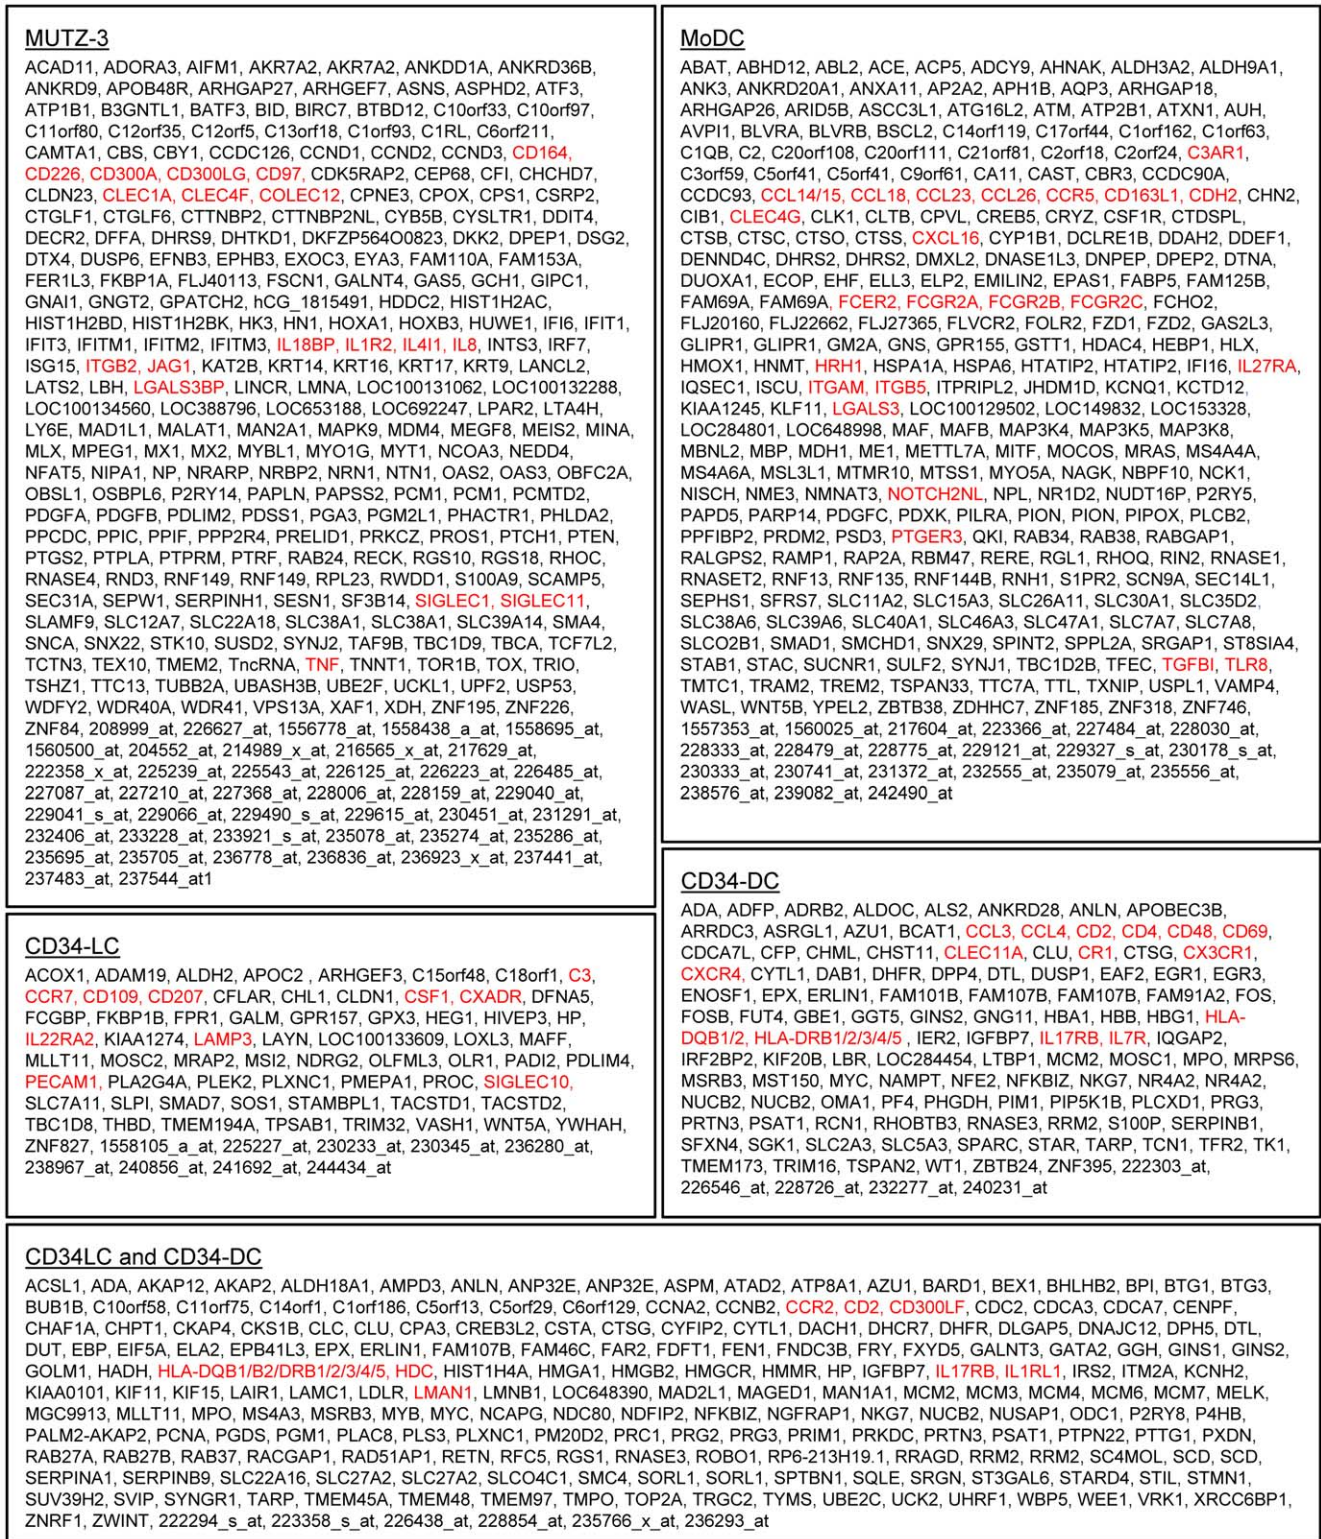 MUTZ-3
ACAD11, ADORA3, AIFM1, AKR7A2, AKR7A2, ANKDD1A, ANKRD36B,
ANKRD9, APOB48R, ARHGAP27, ARHGEF7, ASNS, ASPHD2, ATF3,
ATP1B1, B3GNTL1, BATF3, BID, BIRC7, BTBD12, C10orf33, C10orf97,
C11orf80, C12orf35, C12orf5, C13orf18, C1orf93, C1RL, C6orf211,
CAMTA1, CBS, CBY1, CCDC126, CCND1, CCND2, CCND3, CD164,
CD226, CD300A, CD300LG, CD97, CDK5RAP2, CEP68, CFI, CHCHD7,
CLDN23, CLEC1A, CLEC4F, COLEC12, CPNE3, CPOX, CPS1, CSRP2,
CTGLF1, CTGLF6, CTTNBP2, CTTNBP2NL, CYB5B, CYSLTR1, DDIT4,
DECR2, DFFA, DHRS9, DHTKD1, DKFZP564O0823, DKK2, DPEP1, DSG2,
DTX4, DUSP6, EFNB3, EPHB3, EXOC3, EYA3, FAM110A, FAM153A,
FER1L3, FKBP1A, FLJ40113, FSCN1, GALNT4, GAS5, GCH1, GIPC1,
GNAI1, GNGT2, GPATCH2, hCG_1815491, HDDC2, HIST1H2AC,
HIST1H2BD, HIST1H2BK, HK3, HN1, HOXA1, HOXB3, HUWE1, IFI6, IFIT1,
IFIT3, IFITM1, IFITM2, IFITM3, IL18BP, IL1R2, IL4I1, IL8, INTS3, IRF7,
ISG15, ITGB2, JAG1, KAT2B, KRT14, KRT16, KRT17, KRT9, LANCL2,
LATS2, LBH, LGALS3BP, LINCR, LMNA, LOC100131062, LOC100132288,
LOC100134560, LOC388796, LOC653188, LOC692247, LPAR2, LTA4H,
LY6E, MAD1L1, MALAT1, MAN2A1, MAPK9, MDM4, MEGF8, MEIS2, MINA,
MLX, MPEG1, MX1, MX2, MYBL1, MYO1G, MYT1, NCOA3, NEDD4,
NFAT5, NIPA1, NP, NRARP, NRBP2, NRN1, NTN1, OAS2, OAS3, OBFC2A,
OBSL1, OSBPL6, P2RY14, PAPLN, PAPSS2, PCM1, PCM1, PCMTD2,
PDGFA, PDGFB, PDLIM2, PDSS1, PGA3, PGM2L1, PHACTR1, PHLDA2,
PPCDC, PPIC, PPIF, PPP2R4, PRELID1, PRKCZ, PROS1, PTCH1, PTEN,
PTGS2, PTPLA, PTPRM, PTRF, RAB24, RECK, RGS10, RGS18, RHOC,
RNASE4, RND3, RNF149, RNF149, RPL23, RWDD1, S100A9, SCAMP5,
SEC31A, SEPW1, SERPINH1, SESN1, SF3B14, SIGLEC1, SIGLEC11,
SLAMF9, SLC12A7, SLC22A18, SLC38A1, SLC38A1, SLC39A14, SMA4,
SNCA, SNX22, STK10, SUSD2, SYNJ2, TAF9B, TBC1D9, TBCA, TCF7L2,
TCTN3, TEX10, TMEM2, TncRNA, TNF, TNNT1, TOR1B, TOX, TRIO,
TSHZ1, TTC13, TUBB2A, UBASH3B, UBE2F, UCKL1, UPF2, USP53,
WDFY2, WDR40A, WDR41, VPS13A, XAF1, XDH, ZNF195, ZNF226,
ZNF84, 208999_at, 226627_at, 1556778_at, 1558438_a_at, 1558695_at,
1560500_at, 204552_at, 214989_x_at, 216565_x_at, 217629_at,
222358_x_at, 225239_at, 225543_at, 226125_at, 226223_at, 226485_at,
227087_at, 227210_at, 227368_at, 228006_at, 228159_at, 229040_at,
229041_s_at, 229066_at, 229490_s_at, 229615_at, 230451_at, 231291_at,
232406_at, 233228_at, 233921_s_at, 235078_at, 235274_at, 235286_at,
235695_at, 235705_at, 236778_at, 236836_at, 236923_x_at, 237441_at,
237483_at, 237544_at1
MoDC
ABAT, ABHD12, ABL2, ACE, ACP5, ADCY9, AHNAK, ALDH3A2, ALDH9A1,
ANK3, ANKRD20A1, ANXA11, AP2A2, APH1B, AQP3, ARHGAP18,
ARHGAP26, ARID5B, ASCC3L1, ATG16L2, ATM, ATP2B1, ATXN1, AUH,
AVPI1, BLVRA, BLVRB, BSCL2, C14orf119, C17orf44, C1orf162, C1orf63,
C1QB, C2, C20orf108, C20orf111, C21orf81, C2orf18, C2orf24, C3AR1,
C3orf59, C5orf41, C5orf41, C9orf61, CA11, CAST, CBR3, CCDC90A,
CCDC93, CCL14/15, CCL18, CCL23, CCL26, CCR5, CD163L1, CDH2, CHN2,
CIB1, CLEC4G, CLK1, CLTB, CPVL, CREB5, CRYZ, CSF1R, CTDSPL,
CTSB, CTSC, CTSO, CTSS, CXCL16, CYP1B1, DCLRE1B, DDAH2, DDEF1,
DENND4C, DHRS2, DHRS2, DMXL2, DNASE1L3, DNPEP, DPEP2, DTNA,
DUOXA1, ECOP, EHF, ELL3, ELP2, EMILIN2, EPAS1, FABP5, FAM125B,
FAM69A, FAM69A, FCER2, FCGR2A, FCGR2B, FCGR2C, FCHO2,
FLJ20160, FLJ22662, FLJ27365, FLVCR2, FOLR2, FZD1, FZD2, GAS2L3,
GLIPR1, GLIPR1, GM2A, GNS, GPR155, GSTT1, HDAC4, HEBP1, HLX,
HMOX1, HNMT, HRH1, HSPA1A, HSPA6, HTATIP2, HTATIP2, IFI16, IL27RA,
IQSEC1, ISCU, ITGAM, ITGB5, ITPRIPL2, JHDM1D, KCNQ1, KCTD12,
KIAA1245, KLF11, LGALS3, LOC100129502, LOC149832, LOC153328,
LOC284801, LOC648998, MAF, MAFB, MAP3K4, MAP3K5, MAP3K8,
MBNL2, MBP, MDH1, ME1, METTL7A, MITF, MOCOS, MRAS, MS4A4A,
MS4A6A, MSL3L1, MTMR10, MTSS1, MYO5A, NAGK, NBPF10, NCK1,
NISCH, NME3, NMNAT3, NOTCH2NL, NPL, NR1D2, NUDT16P, P2RY5,
PAPD5, PARP14, PDGFC, PDXK, PILRA, PION, PION, PIPOX, PLCB2,
PPFIBP2, PRDM2, PSD3, PTGER3, QKI, RAB34, RAB38, RABGAP1,
RALGPS2, RAMP1, RAP2A, RBM47, RERE, RGL1, RHOQ, RIN2, RNASE1,
RNASET2, RNF13, RNF135, RNF144B, RNH1, S1PR2, SCN9A, SEC14L1,
SEPHS1, SFRS7, SLC11A2, SLC15A3, SLC26A11, SLC30A1, SLC35D2,
SLC38A6, SLC39A6, SLC40A1, SLC46A3, SLC47A1, SLC7A7, SLC7A8,
SLCO2B1, SMAD1, SMCHD1, SNX29, SPINT2, SPPL2A, SRGAP1, ST8SIA4,
STAB1, STAC, SUCNR1, SULF2, SYNJ1, TBC1D2B, TFEC, TGFBI, TLR8,
TMTC1, TRAM2, TREM2, TSPAN33, TTC7A, TTL, TXNIP, USPL1, VAMP4,
WASL, WNT5B, YPEL2, ZBTB38, ZDHHC7, ZNF185, ZNF318, ZNF746,
1557353_at, 1560025_at, 217604_at, 223366_at, 227484_at, 228030_at,
228333_at, 228479_at, 228775_at, 229121_at, 229327_s_at, 230178_s_at,
230333_at, 230741_at, 231372_at, 232555_at, 235079_at, 235556_at,
238576_at, 239082_at, 242490_at
CD34-LC
ACOX1, ADAM19, ALDH2, APOC2 , ARHGEF3, C15orf48, C18orf1, C3,
CCR7, CD109, CD207, CFLAR, CHL1, CLDN1, CSF1, CXADR, DFNA5,
FCGBP, FKBP1B, FPR1, GALM, GPR157, GPX3, HEG1, HIVEP3, HP,
IL22RA2, KIAA1274, LAMP3, LAYN, LOC100133609, LOXL3, MAFF,
MLLT11, MOSC2, MRAP2, MSI2, NDRG2, OLFML3, OLR1, PADI2, PDLIM4,
PECAM1, PLA2G4A, PLEK2, PLXNC1, PMEPA1, PROC, SIGLEC10,
SLC7A11, SLPI, SMAD7, SOS1, STAMBPL1, TACSTD1, TACSTD2,
TBC1D8, THBD, TMEM194A, TPSAB1, TRIM32, VASH1, WNT5A, YWHAH,
ZNF827, 1558105_a_at, 225227_at, 230233_at, 230345_at, 236280_at,
238967_at, 240856_at, 241692_at, 244434_at
CD34-DC
ADA, ADFP, ADRB2, ALDOC, ALS2, ANKRD28, ANLN, APOBEC3B,
ARRDC3, ASRGL1, AZU1, BCAT1, CCL3, CCL4, CD2, CD4, CD48, CD69,
CDCA7L, CFP, CHML, CHST11, CLEC11A, CLU, CR1, CTSG, CX3CR1,
CXCR4, CYTL1, DAB1, DHFR, DPP4, DTL, DUSP1, EAF2, EGR1, EGR3,
ENOSF1, EPX, ERLIN1, FAM101B, FAM107B, FAM107B, FAM91A2, FOS,
FOSB, FUT4, GBE1, GGT5, GINS2, GNG11, HBA1, HBB, HBG1, HLA-
DQB1/2, HLA-DRB1/2/3/4/5 , IER2, IGFBP7, IL17RB, IL7R, IQGAP2,
IRF2BP2, KIF20B, LBR, LOC284454, LTBP1, MCM2, MOSC1, MPO, MRPS6,
MSRB3, MST150, MYC, NAMPT, NFE2, NFKBIZ, NKG7, NR4A2, NR4A2,
NUCB2, NUCB2, OMA1, PF4, PHGDH, PIM1, PIP5K1B, PLCXD1, PRG3,
PRTN3, PSAT1, RCN1, RHOBTB3, RNASE3, RRM2, S100P, SERPINB1,
SFXN4, SGK1, SLC2A3, SLC5A3, SPARC, STAR, TARP, TCN1, TFR2, TK1,
TMEM173, TRIM16, TSPAN2, WT1, ZBTB24, ZNF395, 222303_at,
226546_at, 228726_at, 232277_at, 240231_at
CD34LC and CD34-DC
ACSL1, ADA, AKAP12, AKAP2, ALDH18A1, AMPD3, ANLN, ANP32E, ANP32E, ASPM, ATAD2, ATP8A1, AZU1, BARD1, BEX1, BHLHB2, BPI, BTG1, BTG3,
BUB1B, C10orf58, C11orf75, C14orf1, C1orf186, C5orf13, C5orf29, C6orf129, CCNA2, CCNB2, CCR2, CD2, CD300LF, CDC2, CDCA3, CDCA7, CENPF,
CHAF1A, CHPT1, CKAP4, CKS1B, CLC, CLU, CPA3, CREB3L2, CSTA, CTSG, CYFIP2, CYTL1, DACH1, DHCR7, DHFR, DLGAP5, DNAJC12, DPH5, DTL,
DUT, EBP, EIF5A, ELA2, EPB41L3, EPX, ERLIN1, FAM107B, FAM46C, FAR2, FDFT1, FEN1, FNDC3B, FRY, FXYD5, GALNT3, GATA2, GGH, GINS1, GINS2,
GOLM1, HADH, HLA-DQB1/B2/DRB1/2/3/4/5, HDC, HIST1H4A, HMGA1, HMGB2, HMGCR, HMMR, HP, IGFBP7, IL17RB, IL1RL1, IRS2, ITM2A, KCNH2,
KIAA0101, KIF11, KIF15, LAIR1, LAMC1, LDLR, LMAN1, LMNB1, LOC648390, MAD2L1, MAGED1, MAN1A1, MCM2, MCM3, MCM4, MCM6, MCM7, MELK,
MGC9913, MLLT11, MPO, MS4A3, MSRB3, MYB, MYC, NCAPG, NDC80, NDFIP2, NFKBIZ, NGFRAP1, NKG7, NUCB2, NUSAP1, ODC1, P2RY8, P4HB,
PALM2-AKAP2, PCNA, PGDS, PGM1, PLAC8, PLS3, PLXNC1, PM20D2, PRC1, PRG2, PRG3, PRIM1, PRKDC, PRTN3, PSAT1, PTPN22, PTTG1, PXDN,
RAB27A, RAB27B, RAB37, RACGAP1, RAD51AP1, RETN, RFC5, RGS1, RNASE3, ROBO1, RP6-213H19.1, RRAGD, RRM2, RRM2, SC4MOL, SCD, SCD,
SERPINA1, SERPINB9, SLC22A16, SLC27A2, SLC27A2, SLCO4C1, SMC4, SORL1, SORL1, SPTBN1, SQLE, SRGN, ST3GAL6, STARD4, STIL, STMN1,
SUV39H2, SVIP, SYNGR1, TARP, TMEM45A, TMEM48, TMEM97, TMPO, TOP2A, TRGC2, TYMS, UBE2C, UCK2, UHRF1, WBP5, WEE1, VRK1, XRCC6BP1,
ZNRF1, ZWINT, 222294_s_at, 223358_s_at, 226438_at, 228854_at, 235766_x_at, 236293_at